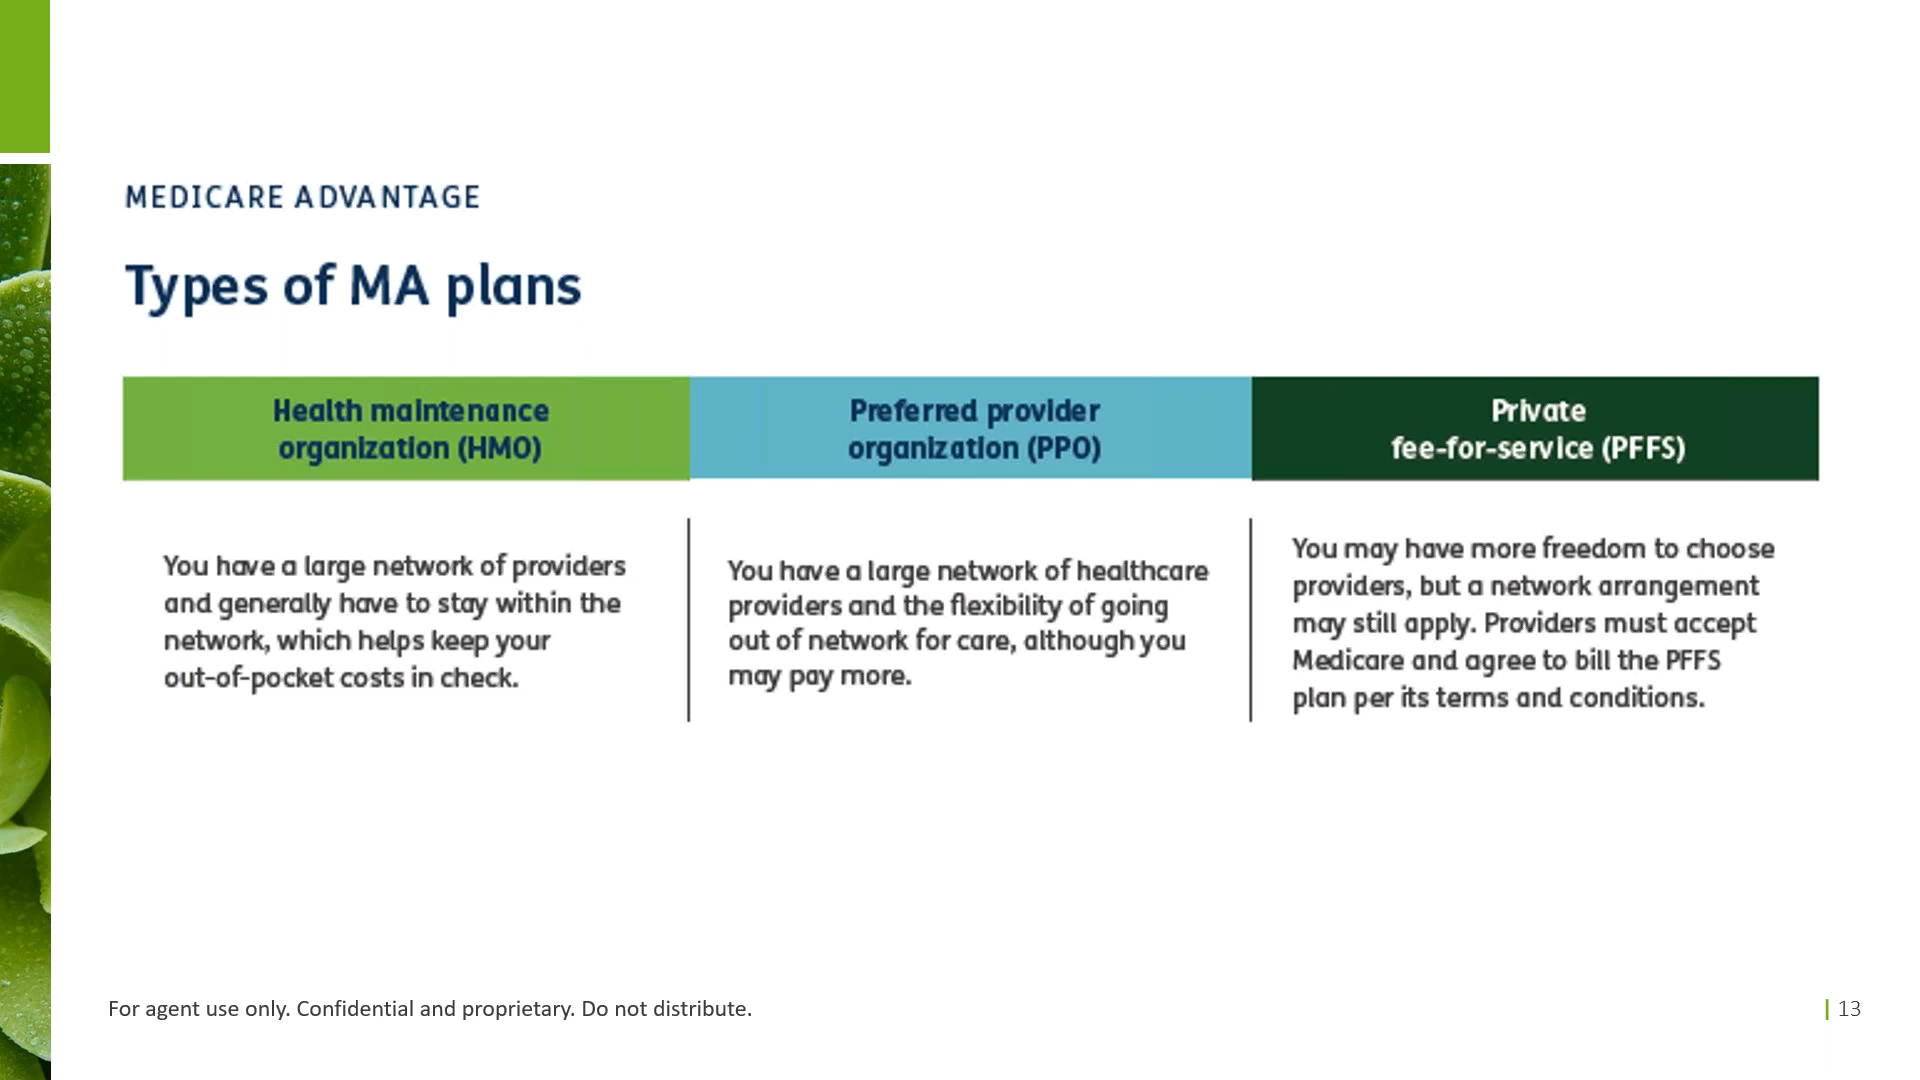 MEDICARE ADVANTAGE
Types of MA plans
Health maintenance
organization (HMO)
You have a large network of providers
and generally have to stay within the
network, which helps keep your
out-of-pocket costs in check.
Preferred provider
organization (PPO)
You have a large network of healthcare
providers and the flexibility of going
out of network for care, although you
may pay more.
Private
fee-for-service (PFFS)
You may have more freedom to choose
providers, but a network arrangement
may still apply. Providers must accept
Medicare and agree to bill the PFFS
plan per its terms and conditions.
For agent use only. Confidential and proprietary. Do not distribute.
| 13